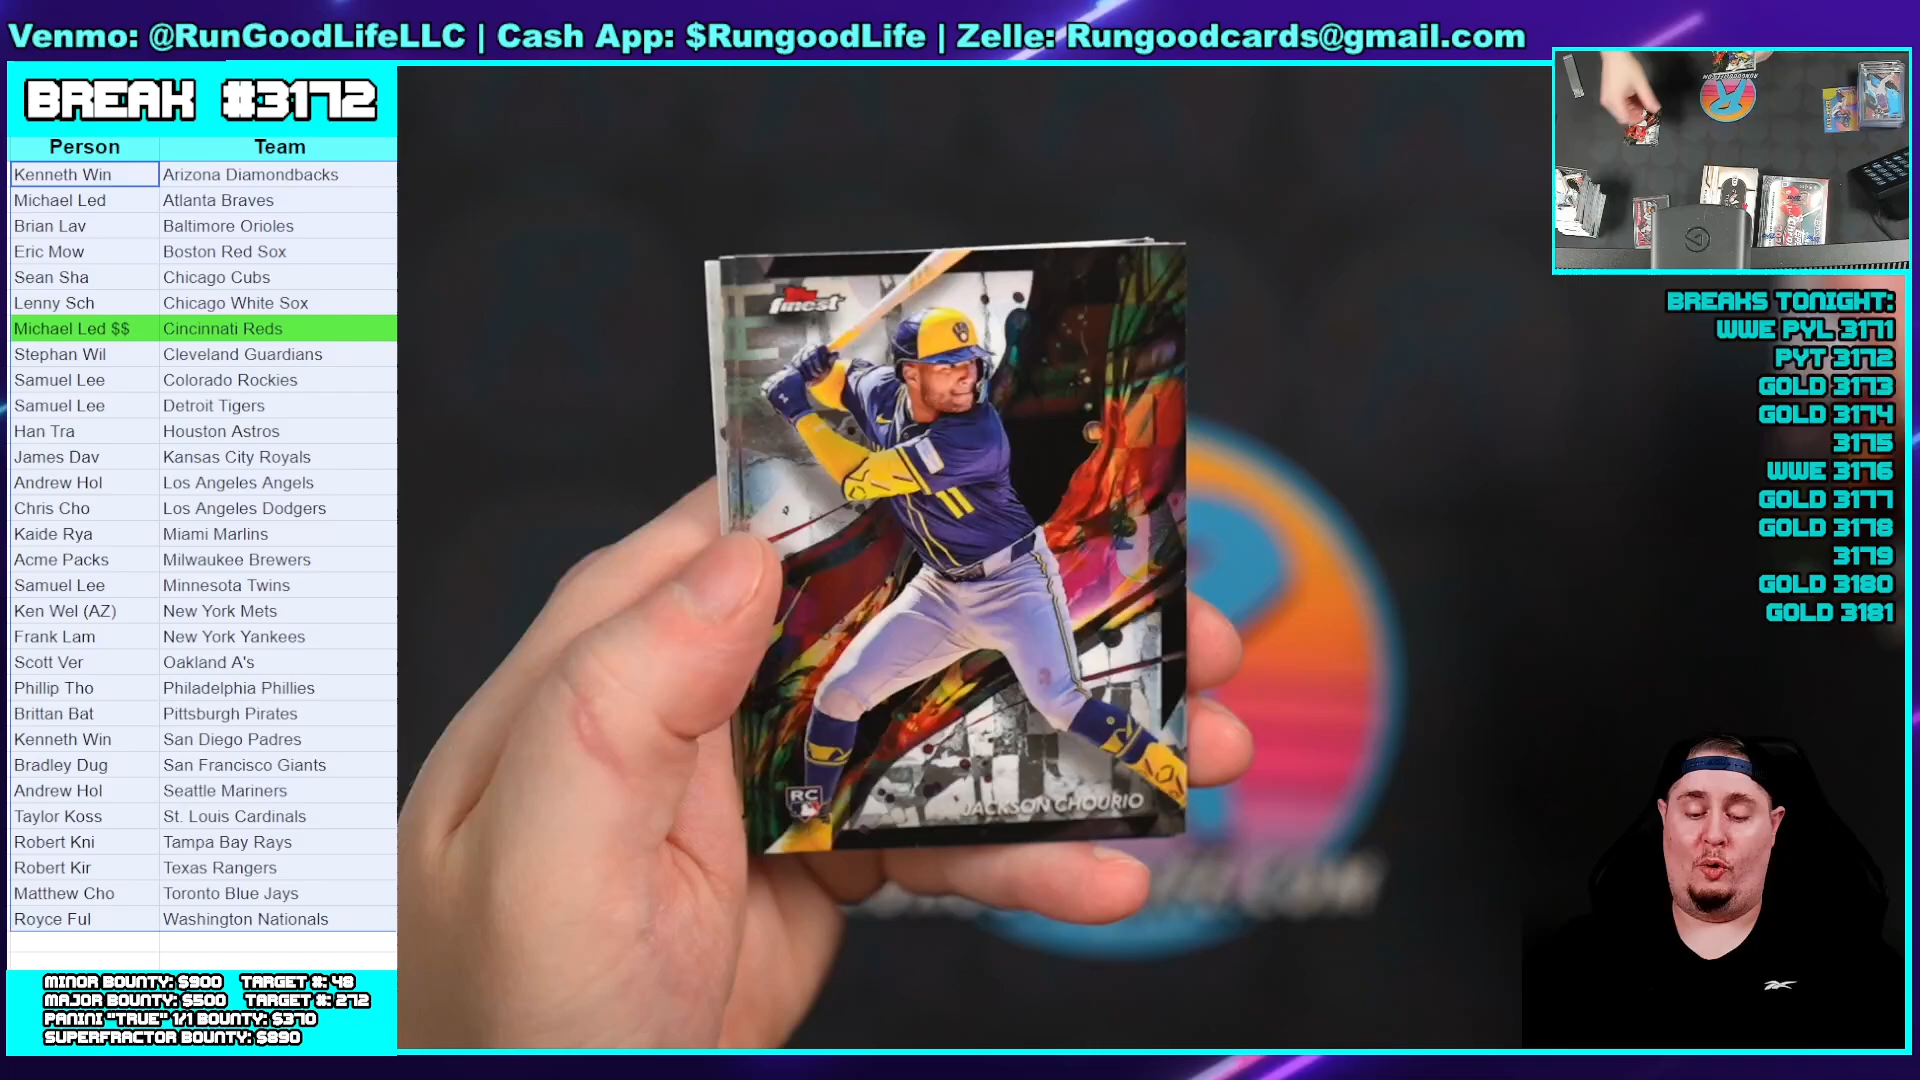 Venmo: @RunGoodLifeLLC | Cash App: $RungoodLife | Zelle: Rungoodcards@gmail.com
BREAK #3172
Person Team
Kenneth Win Arizona Diamondbacks
Michael Led Atlanta Braves
Brian Lav Baltimore Orioles
Eric Mow Boston Red Sox
Sean Sha Chicago Cubs
Lenny Sch Chicago White Sox
Michael Led $$ Cincinnati Reds
Stephan Wil Cleveland Guardians
Samuel Lee Colorado Rockies
Samuel Lee Detroit Tigers
Han Tra Houston Astros
James Dav Kansas City Royals
Andrew Hol Los Angeles Angels
Chris Cho Los Angeles Dodgers
Kaide Rya Miami Marlins
Acme Packs Milwaukee Brewers
Samuel Lee Minnesota Twins
Ken Wel (AZ) New York Mets
Frank Lam New York Yankees
Scott Ver Oakland A's
Phillip Tho Philadelphia Phillies
Brittan Bat Pittsburgh Pirates
Kenneth Win San Diego Padres
Bradley Dug San Francisco Giants
Andrew Hol Seattle Mariners
Taylor Koss St. Louis Cardinals
Robert Kni Tampa Bay Rays
Robert Kir Texas Rangers
Matthew Cho Toronto Blue Jays
Royce Ful Washington Nationals
MINOR BOUNTY: $900 TARGET #: 48
MAJOR BOUNTY: $500 TARGET #: 272
PANINI "TRUE" 1/1 BOUNTY: $370
SUPERFRACTOR BOUNTY: $890
Topps
finest
11
RC
JACKSON CHOURIO
BREAKS TONIGHT:
WWE PYL 3171
PYT 3172
GOLD 3173
GOLD 3174
3175
WWE 3176
GOLD 3177
GOLD 3178
3179
GOLD 3180
GOLD 3181